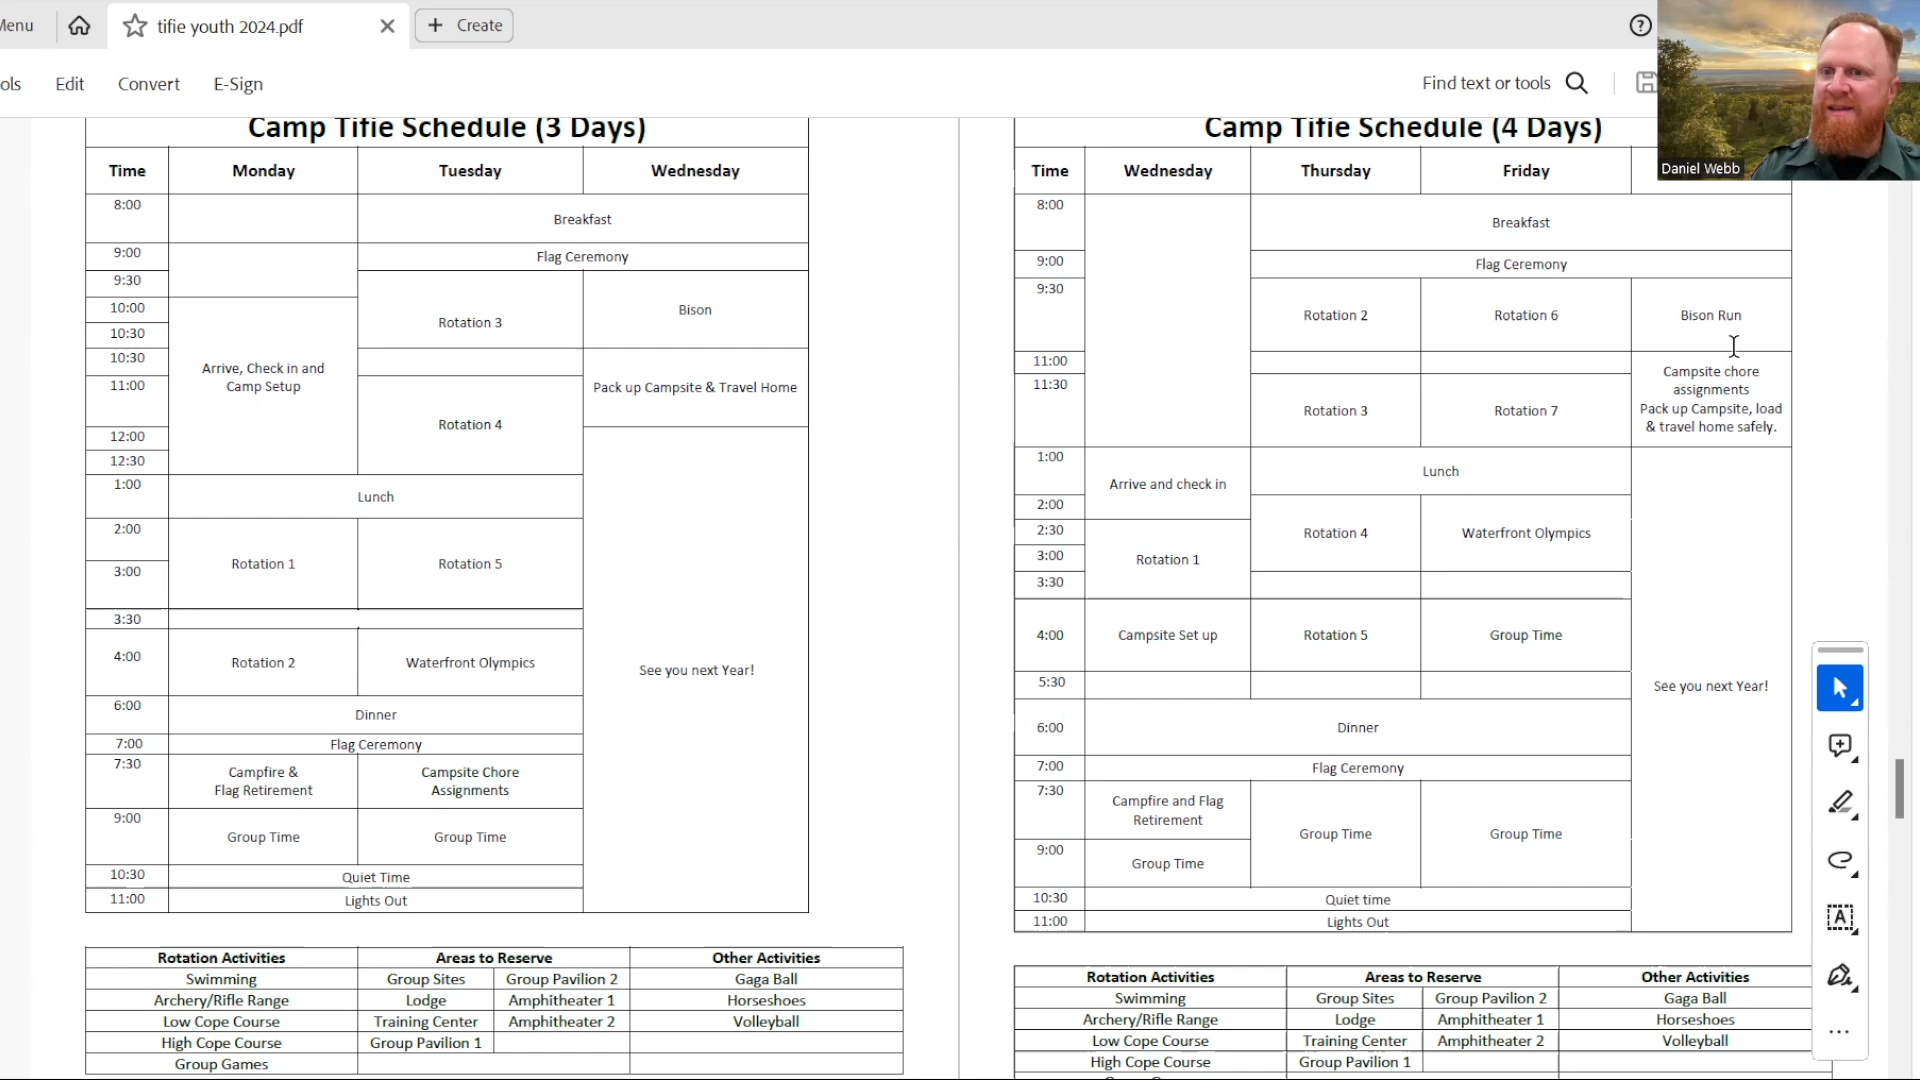 Menu
tifie youth 2024.pdf
+ Create
ols Edit Convert E-Sign
Find text or tools
Daniel Webb
Camp Tifie Schedule (3 Days)
Time Monday Tuesday Wednesday
8:00 Breakfast
9:00 Flag Ceremony
9:30
10:00
10:30
Rotation 3
Bison
10:30
Arrive, Check in and
Camp Setup
11:00
Pack up Campsite & Travel Home
Rotation 4
12:00
12:30
1:00 Lunch
2:00
Rotation 1 Rotation 5
3:00
3:30
4:00 Rotation 2 Waterfront Olympics
See you next Year!
6:00 Dinner
7:00 Flag Ceremony
7:30
Campfire &
Flag Retirement
Campsite Chore
Assignments
9:00 Group Time Group Time
10:30 Quiet Time
11:00 Lights Out
Rotation Activities Areas to Reserve Other Activities
Swimming Group Sites Group Pavilion 2 Gaga Ball
Archery/Rifle Range Lodge Amphitheater 1 Horseshoes
Low Cope Course Training Center Amphitheater 2 Volleyball
High Cope Course Group Pavilion 1
Group Games
Camp Tifie Schedule (4 Days)
Time Wednesday Thursday Friday
8:00 Breakfast
9:00 Flag Ceremony
9:30
Rotation 2 Rotation 6 Bison Run
11:00
11:30
Rotation 3 Rotation 7
Campsite chore
assignments
Pack up Campsite, load
& travel home safely.
1:00 Lunch
Arrive and check in
2:00
2:30
Rotation 4 Waterfront Olympics
3:00
Rotation 1
3:30
4:00 Campsite Set up Rotation 5 Group Time
5:30
See you next Year!
6:00 Dinner
7:00 Flag Ceremony
7:30
Campfire and Flag
Retirement
Group Time Group Time
9:00 Group Time
10:30 Quiet time
11:00 Lights Out
Rotation Activities Areas to Reserve Other Activities
Swimming Group Sites Group Pavilion 2 Gaga Ball
Archery/Rifle Range Lodge Amphitheater 1 Horseshoes
Low Cope Course Training Center Amphitheater 2 Volleyball
High Cope Course Group Pavilion 1